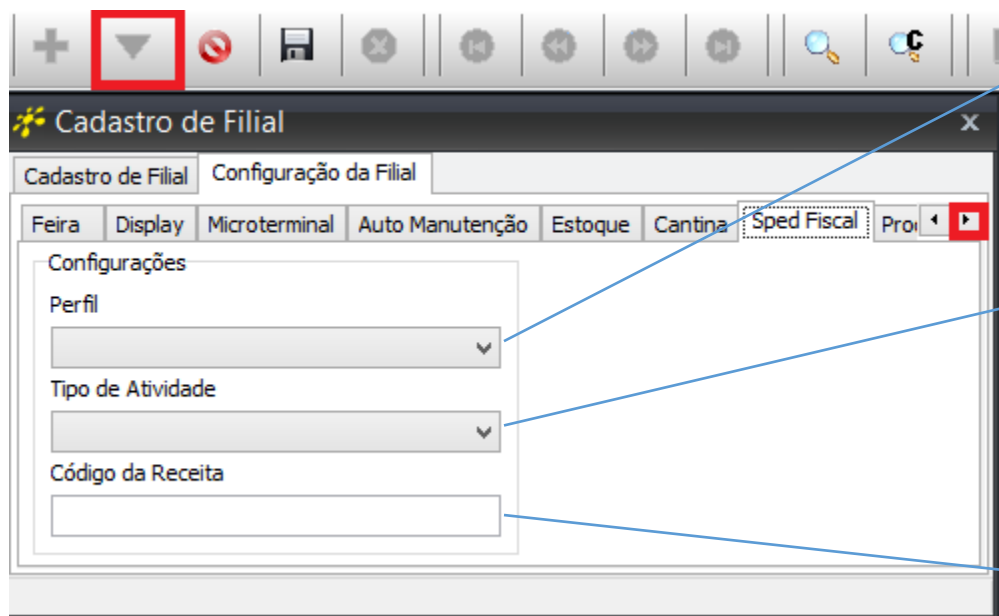 C
Cadastro de Filial
x
Cadastro de Filial Configuração da Filial
Feira Display Microterminal Auto Manutenção Estoque Cantina Sped Fiscal
Configurações
Perfil
Tipo de Atividade
Código da Receita